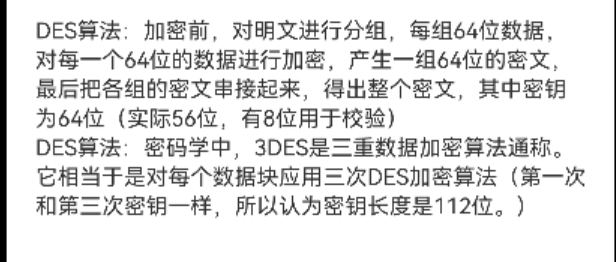 DES算法：加密前，对明文进行分组，每组64位数据，
对每一个64位的数据进行加密，产生一组64位的密文，
最后把各组的密文串接起来，得出整个密文，其中密钥
为64位（实际56位，有8位用于校验）
DES算法：密码学中，3DES是三重数据加密算法通称。
它相当于是对每个数据块应用三次DES加密算法（第一次
和第三次密钥一样，所以认为密钥长度是112位。）